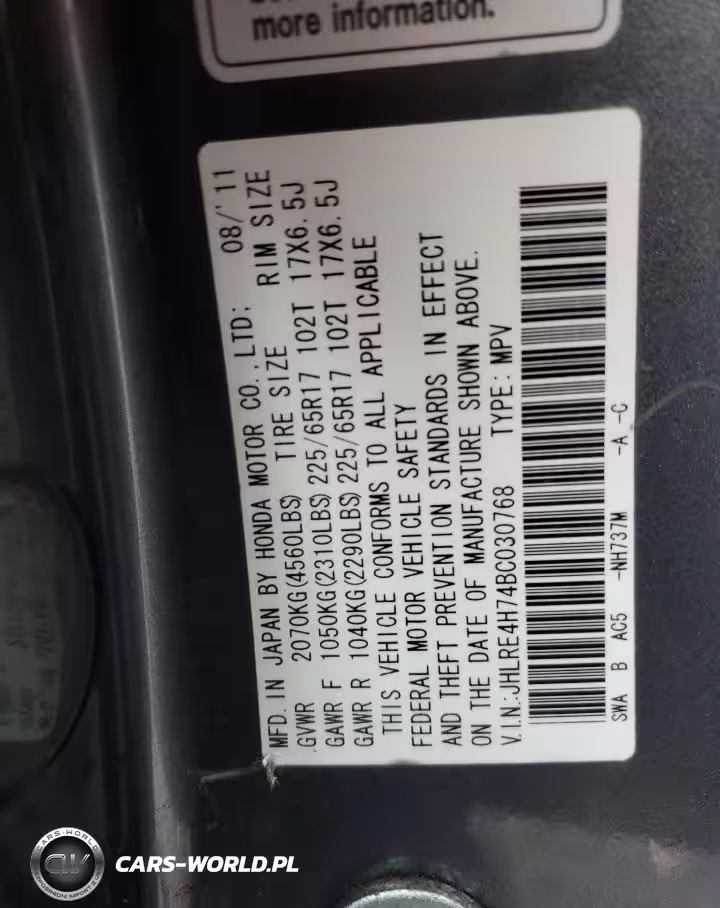 more information.
MFD. IN JAPAN BY HONDA MOTOR CO., LTD: 08/'11
GVWR 2070KG(4560LBS) TIRE SIZE RIM SIZE
GAWR F 1050KG(2310LBS) 225/65R17 102T 17X6.5J
GAWR R 1040KG(2290LBS) 225/65R17 102T 17X6.5J
THIS VEHICLE CONFORMS TO ALL APPLICABLE
FEDERAL MOTOR VEHICLE SAFETY
AND THEFT PREVENTION STANDARDS IN EFFECT
ON THE DATE OF MANUFACTURE SHOWN ABOVE.
V.I.N.:JHLRE4H74BC030768 TYPE: MPV
SWA B AC5 -NH737M -A -C
CARS-WORLD
CW
CARS-WORLD.PL